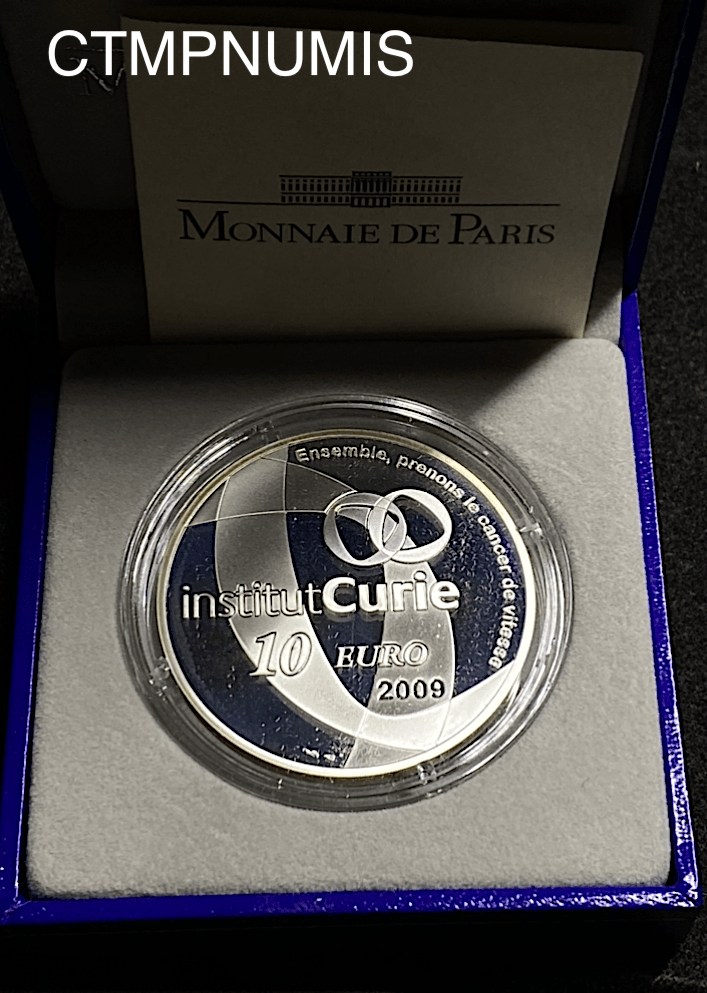 CTMPNUMIS
MONNAIE DE PARIS
Ensemble, prenons le cancer de vitesse
institutCurie
10 EURO
2009